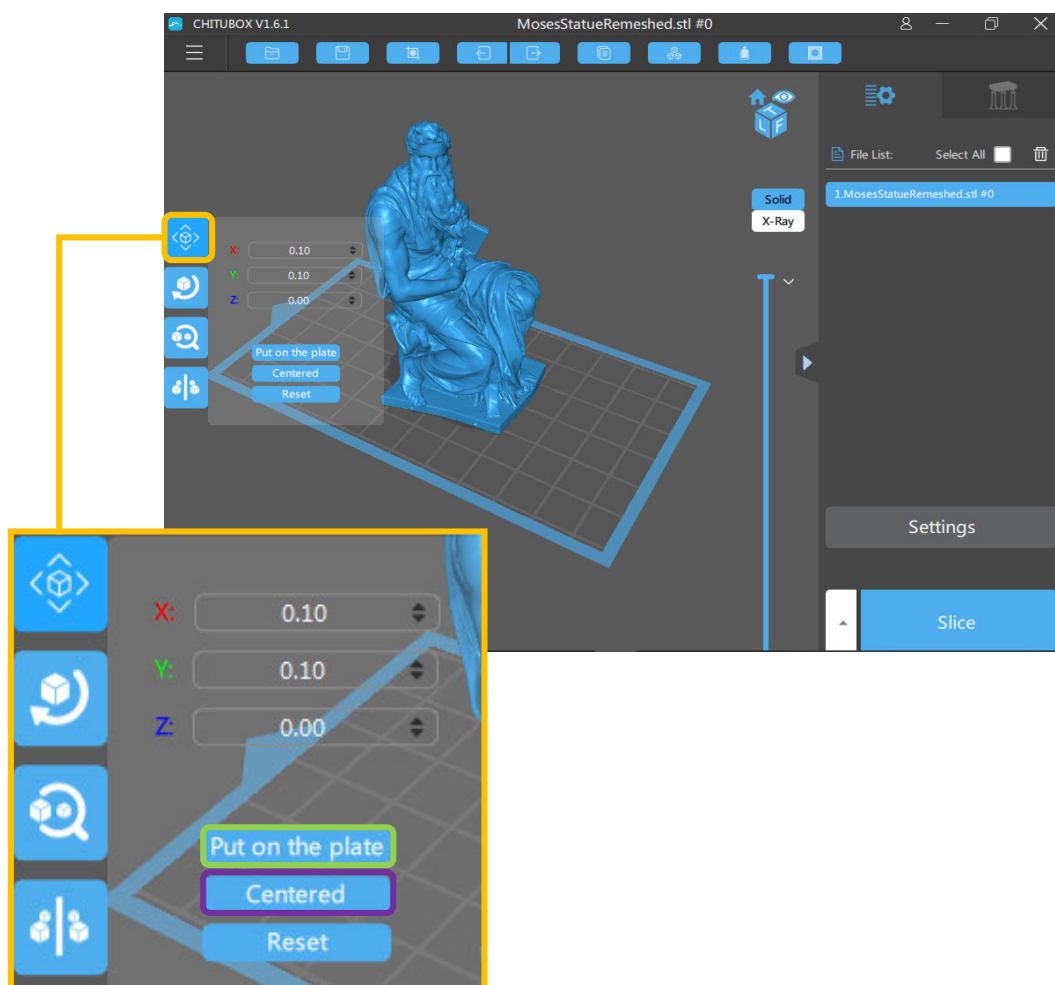 CHITUBOX V1.6.1
MosesStatueRemeshed.stl #0
T
L F
File List:
Select All
1.MosesStatueRemeshed.stl #0
Solid
X-Ray
X: 0.10
Y: 0.10
Z: 0.00
Put on the plate
Centered
Reset
Settings
Slice
X: 0.10
Y: 0.10
Z: 0.00
Put on the plate
Centered
Reset